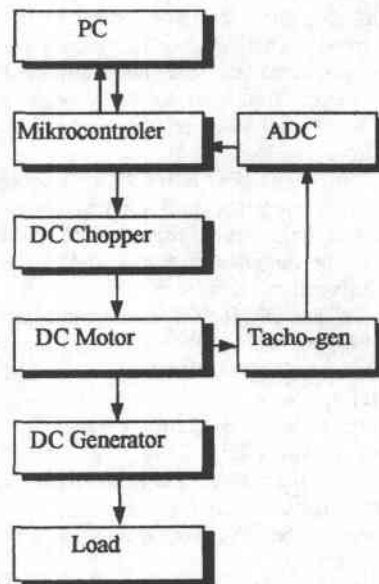 PC
Mikrocontroler
ADC
DC Chopper
DC Motor
Tacho-gen
DC Generator
Load